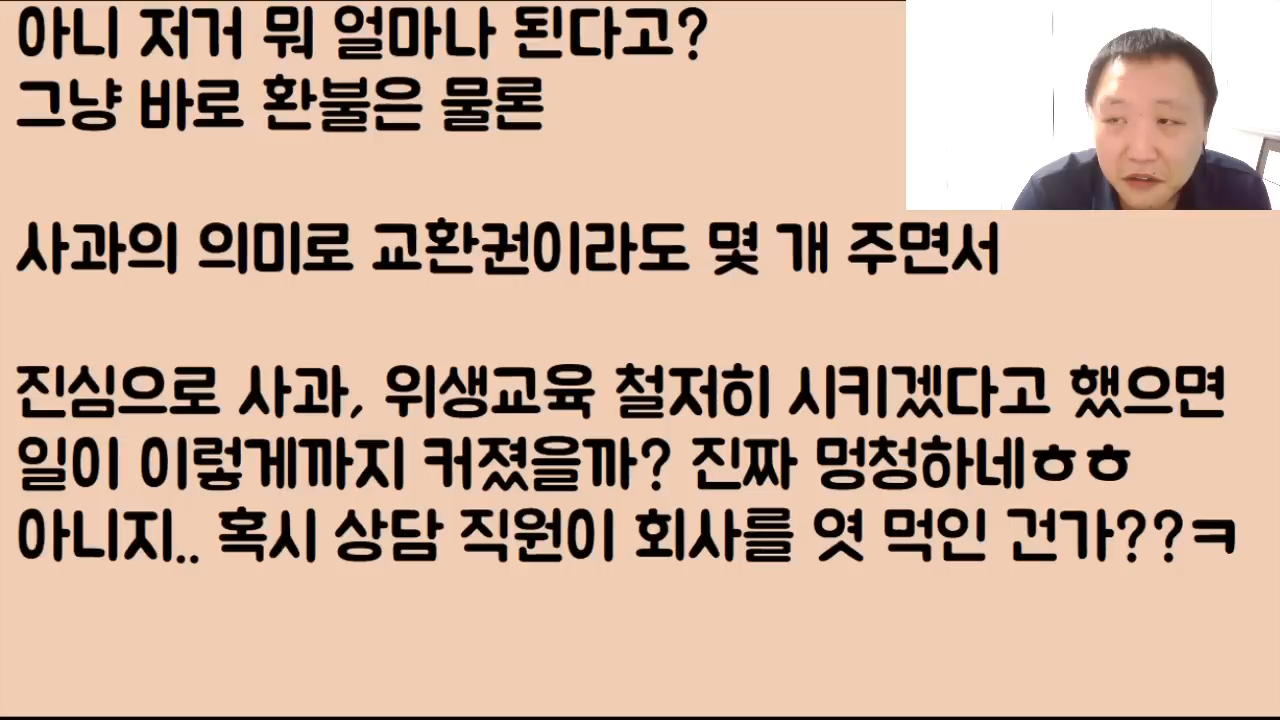 아니 저거 뭐 얼마나 된다고?
그냥 바로 환불은 물론
사과의 의미로 교환권이라도 몇 개 주면서
진심으로 사과, 위생교육 철저히 시키겠다고 했으면
일이 이렇게까지 커졌을까? 진짜 멍청하네ㅎㅎ
아니지.. 혹시 상담 직원이 회사를 엿 먹인 건가??ㅋ